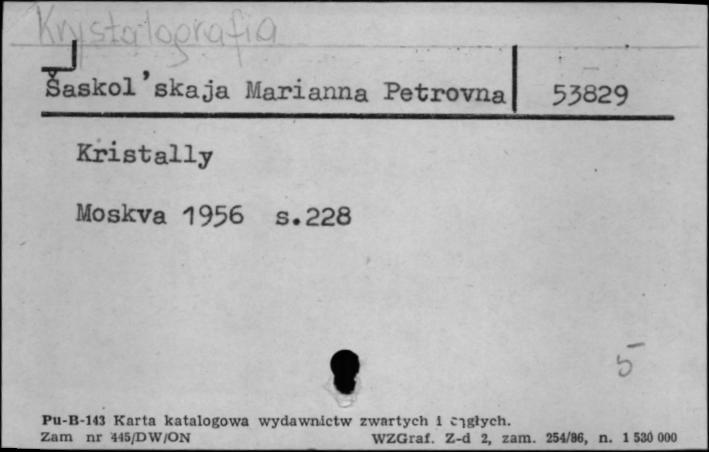 Krystalografia
Šaskol'skaja Marianna Petrovna 53829
Kristally
Moskva 1956 s.228
5
Pu-B-143 Karta katalogowa wydawnictw zwartych i ciągłych.
Zam nr 445/DW/ON WZGraf. Z-d 2, zam. 254/86, n. 1 530 000